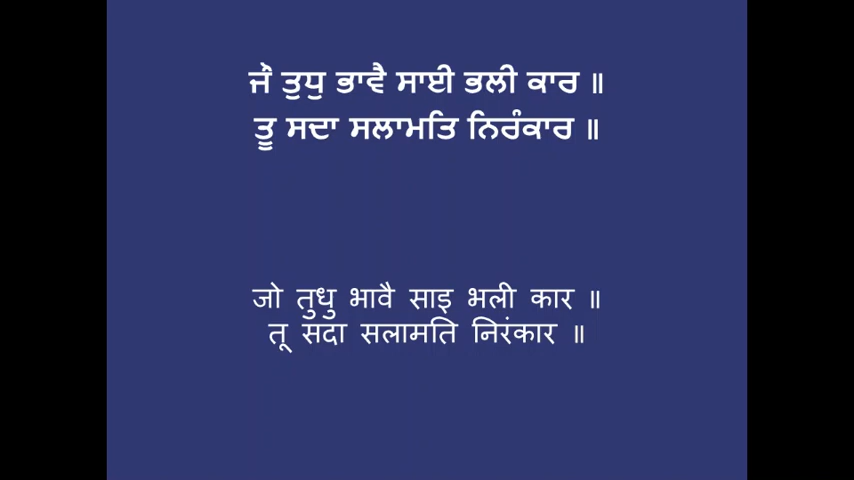 ਜੋ ਤੁਧੁ ਭਾਵੈ ਸਾਈ ਭਲੀ ਕਾਰ ॥
ਤੂ ਸਦਾ ਸਲਾਮਤਿ ਨਿਰੰਕਾਰ ॥
जो तुधु भावै साइ भली कार ॥
तू सदा सलामति निरंकार ॥